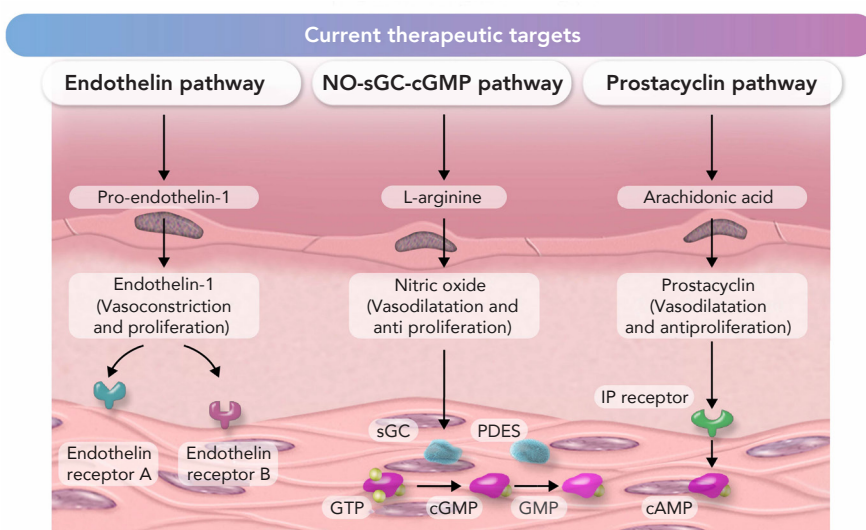 Current therapeutic targets
Endothelin pathway
NO-sGC-cGMP pathway
Prostacyclin pathway
Pro-endothelin-1
L-arginine
Arachidonic acid
Endothelin-1
(Vasoconstriction
and proliferation)
Nitric oxide
(Vasodilatation and
anti proliferation)
Prostacyclin
(Vasodilatation
and antiproliferation)
IP receptor
sGC
PDES
Endothelin
receptor A
Endothelin
receptor B
GTP
cGMP
GMP
cAMP